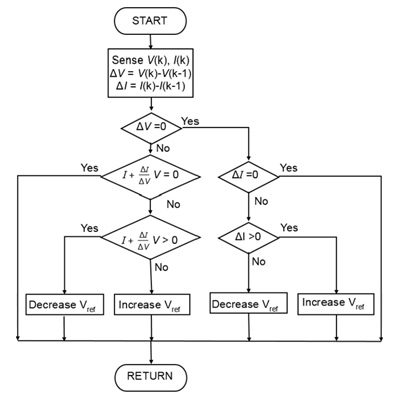 START
Sense V(k), I(k)
ΔV = V(k)-V(k-1)
ΔI = I(k)-I(k-1)
ΔV =0
Yes
No
Yes
I + ΔI/ΔV V = 0
ΔI =0
Yes
No
No
Yes
I + ΔI/ΔV V > 0
ΔI >0
Yes
No
No
Decrease Vref
Increase Vref
Decrease Vref
Increase Vref
RETURN